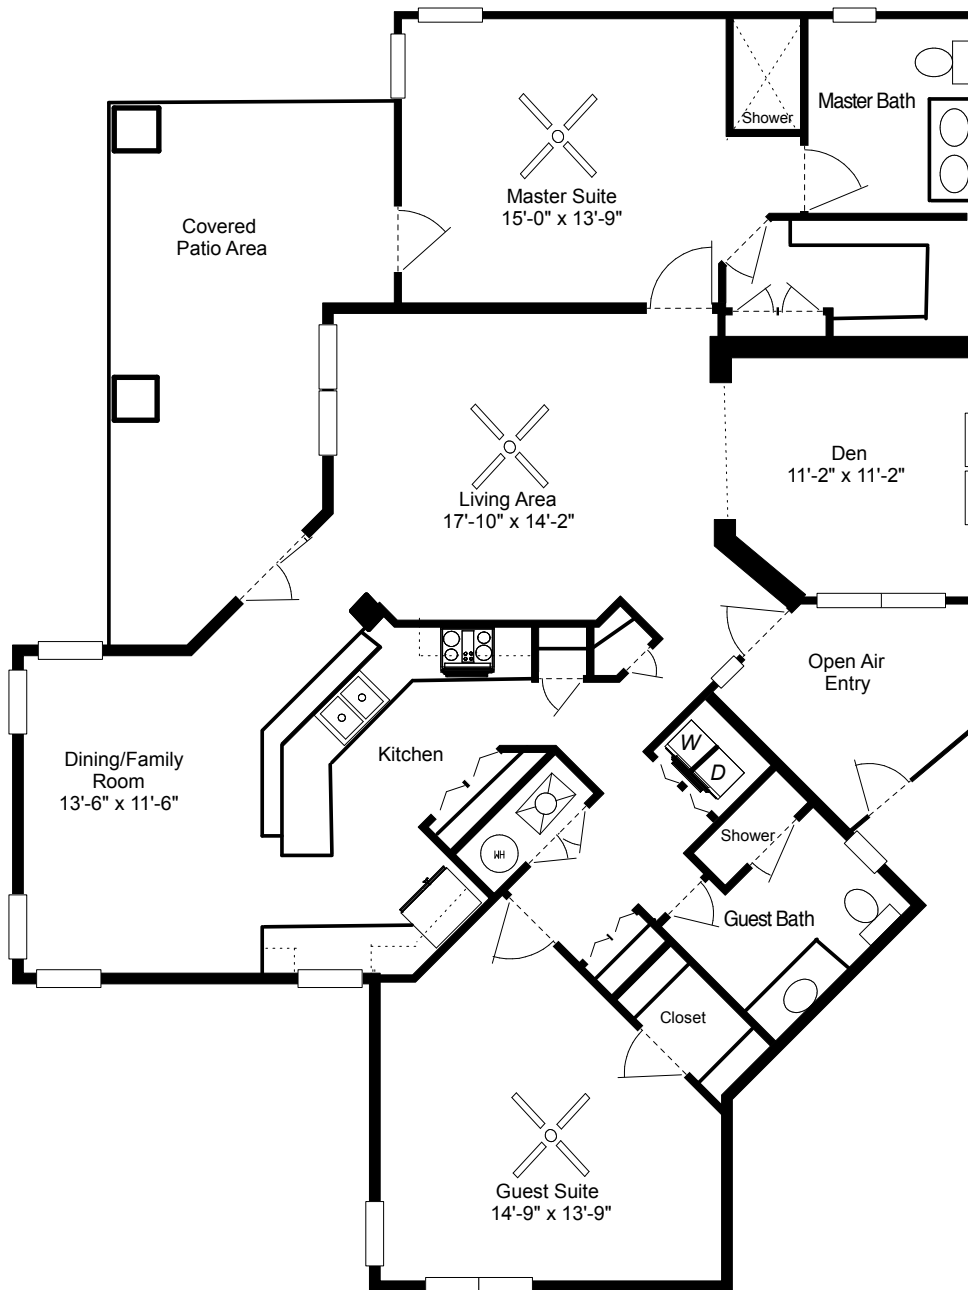 Master Bath
Shower
Master Suite
15'-0" x 13'-9"
Covered
Patio Area
Den
11'-2" x 11'-2"
Living Area
17'-10" x 14'-2"
Open Air
Entry
W
D
Kitchen
Dining/Family
Room
13'-6" x 11'-6"
Shower
WH
Guest Bath
Closet
Guest Suite
14'-9" x 13'-9"